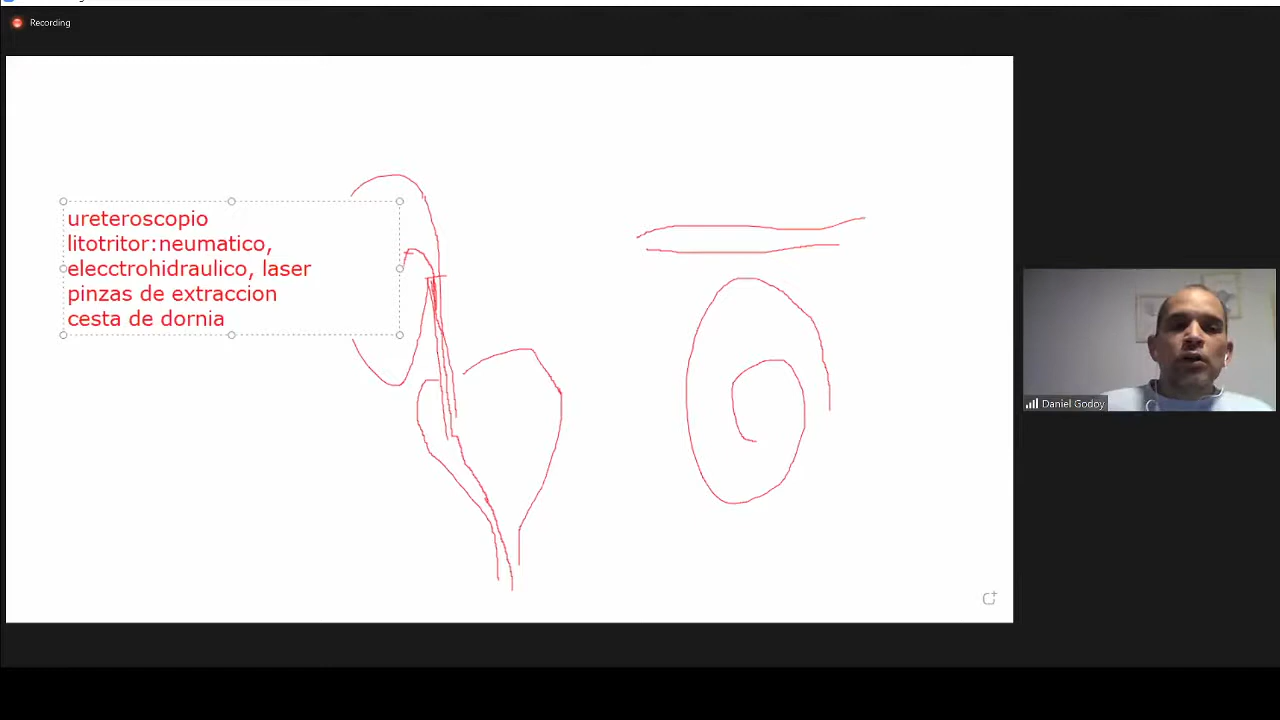 Recording
ureteroscopio
litotritor:neumatico,
elecctrohidraulico, laser
pinzas de extraccion
cesta de dornia
Daniel Godoy